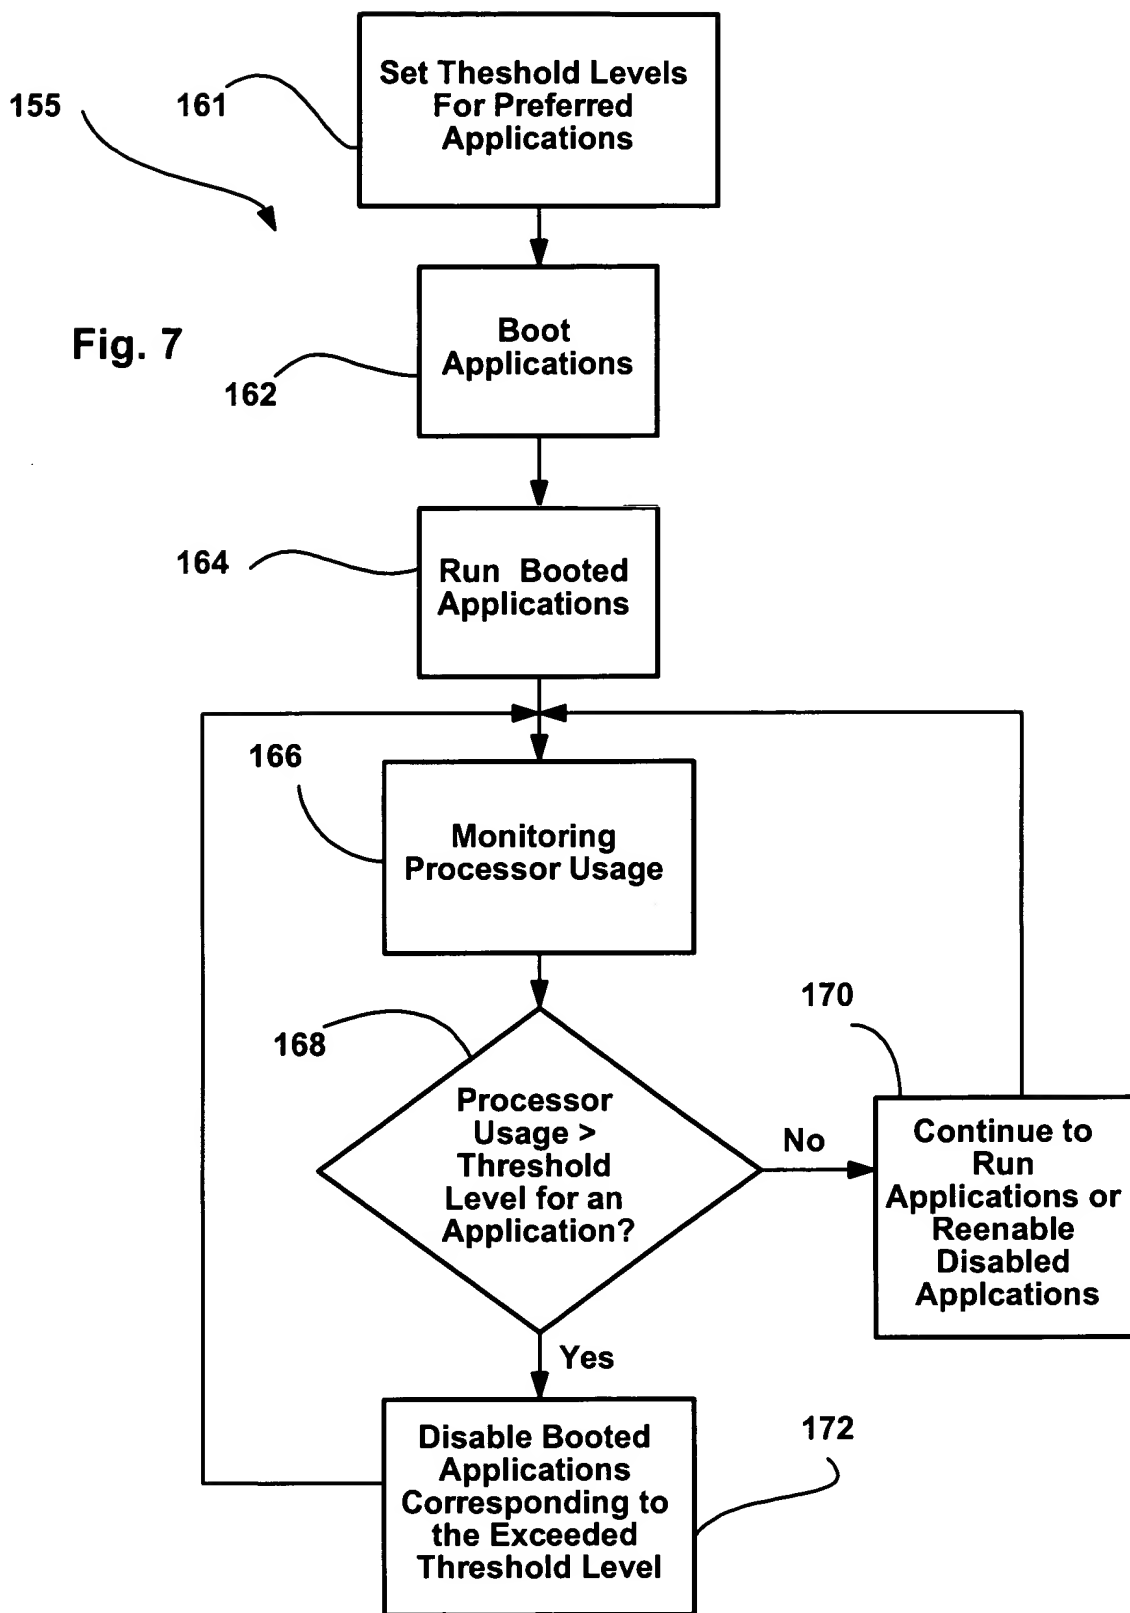 155
161
Set Theshold Levels
For Preferred
Applications
Fig. 7
162
Boot
Applications
164
Run Booted
Applications
166
Monitoring
Processor Usage
168
Processor
Usage >
Threshold
Level for an
Application?
No
170
Continue to
Run
Applications or
Reenable
Disabled
Applcations
Yes
Disable Booted
Applications
Corresponding to
the Exceeded
Threshold Level
172